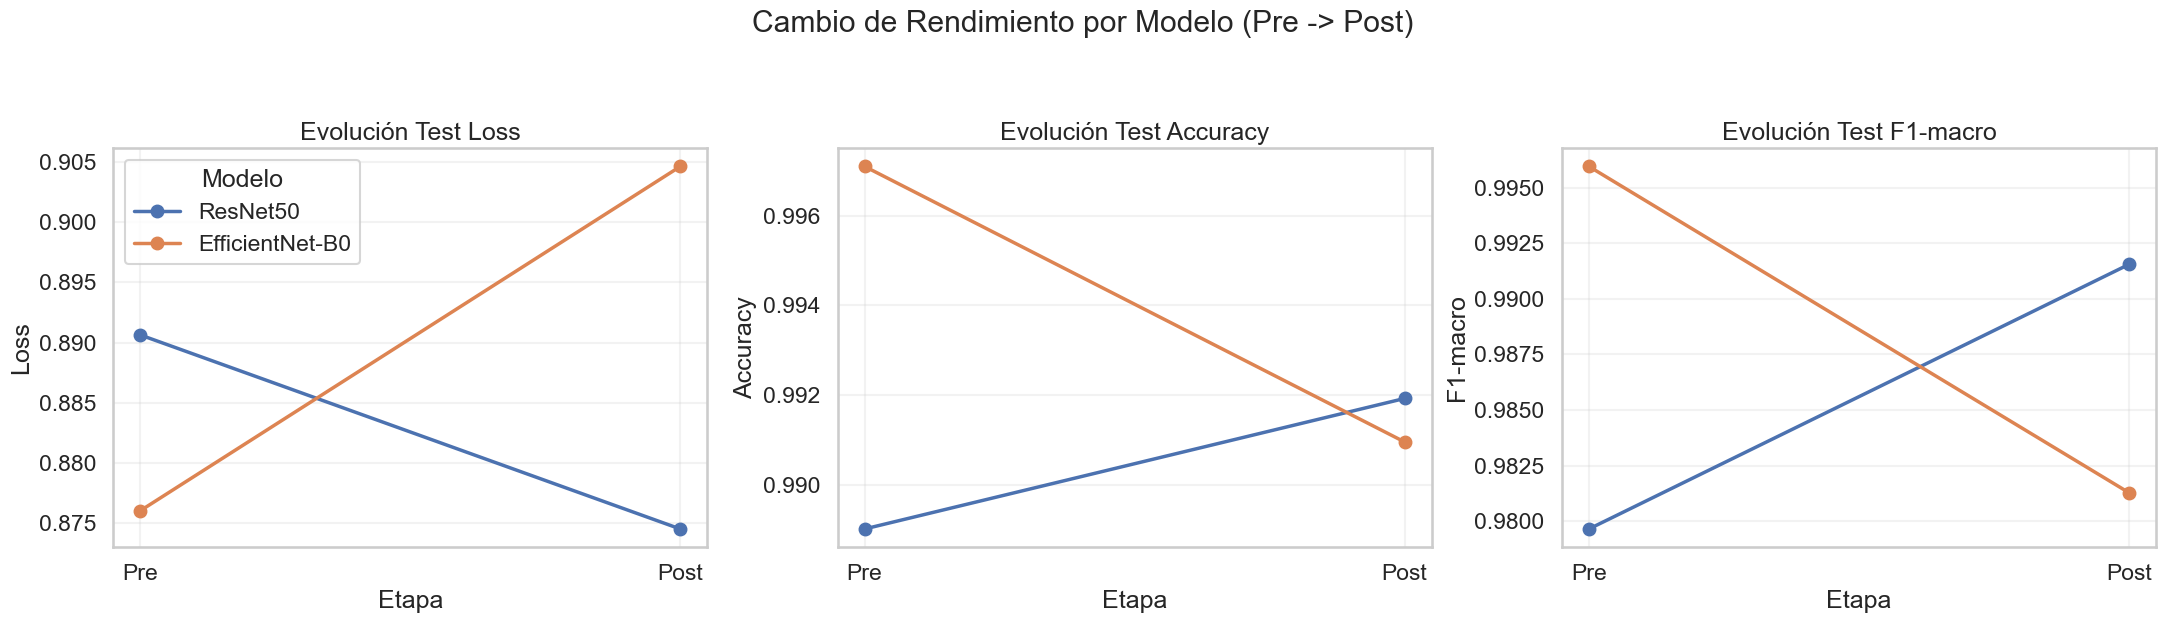 Cambio de Rendimiento por Modelo (Pre -> Post)
Evolución Test Loss
0.905
0.900
0.895
0.890
0.885
0.880
0.875
Loss
Modelo
ResNet50
EfficientNet-B0
Pre
Post
Etapa
Evolución Test Accuracy
0.996
0.994
0.992
0.990
Accuracy
Pre
Post
Etapa
Evolución Test F1-macro
0.9950
0.9925
0.9900
0.9875
0.9850
0.9825
0.9800
F1-macro
Pre
Post
Etapa